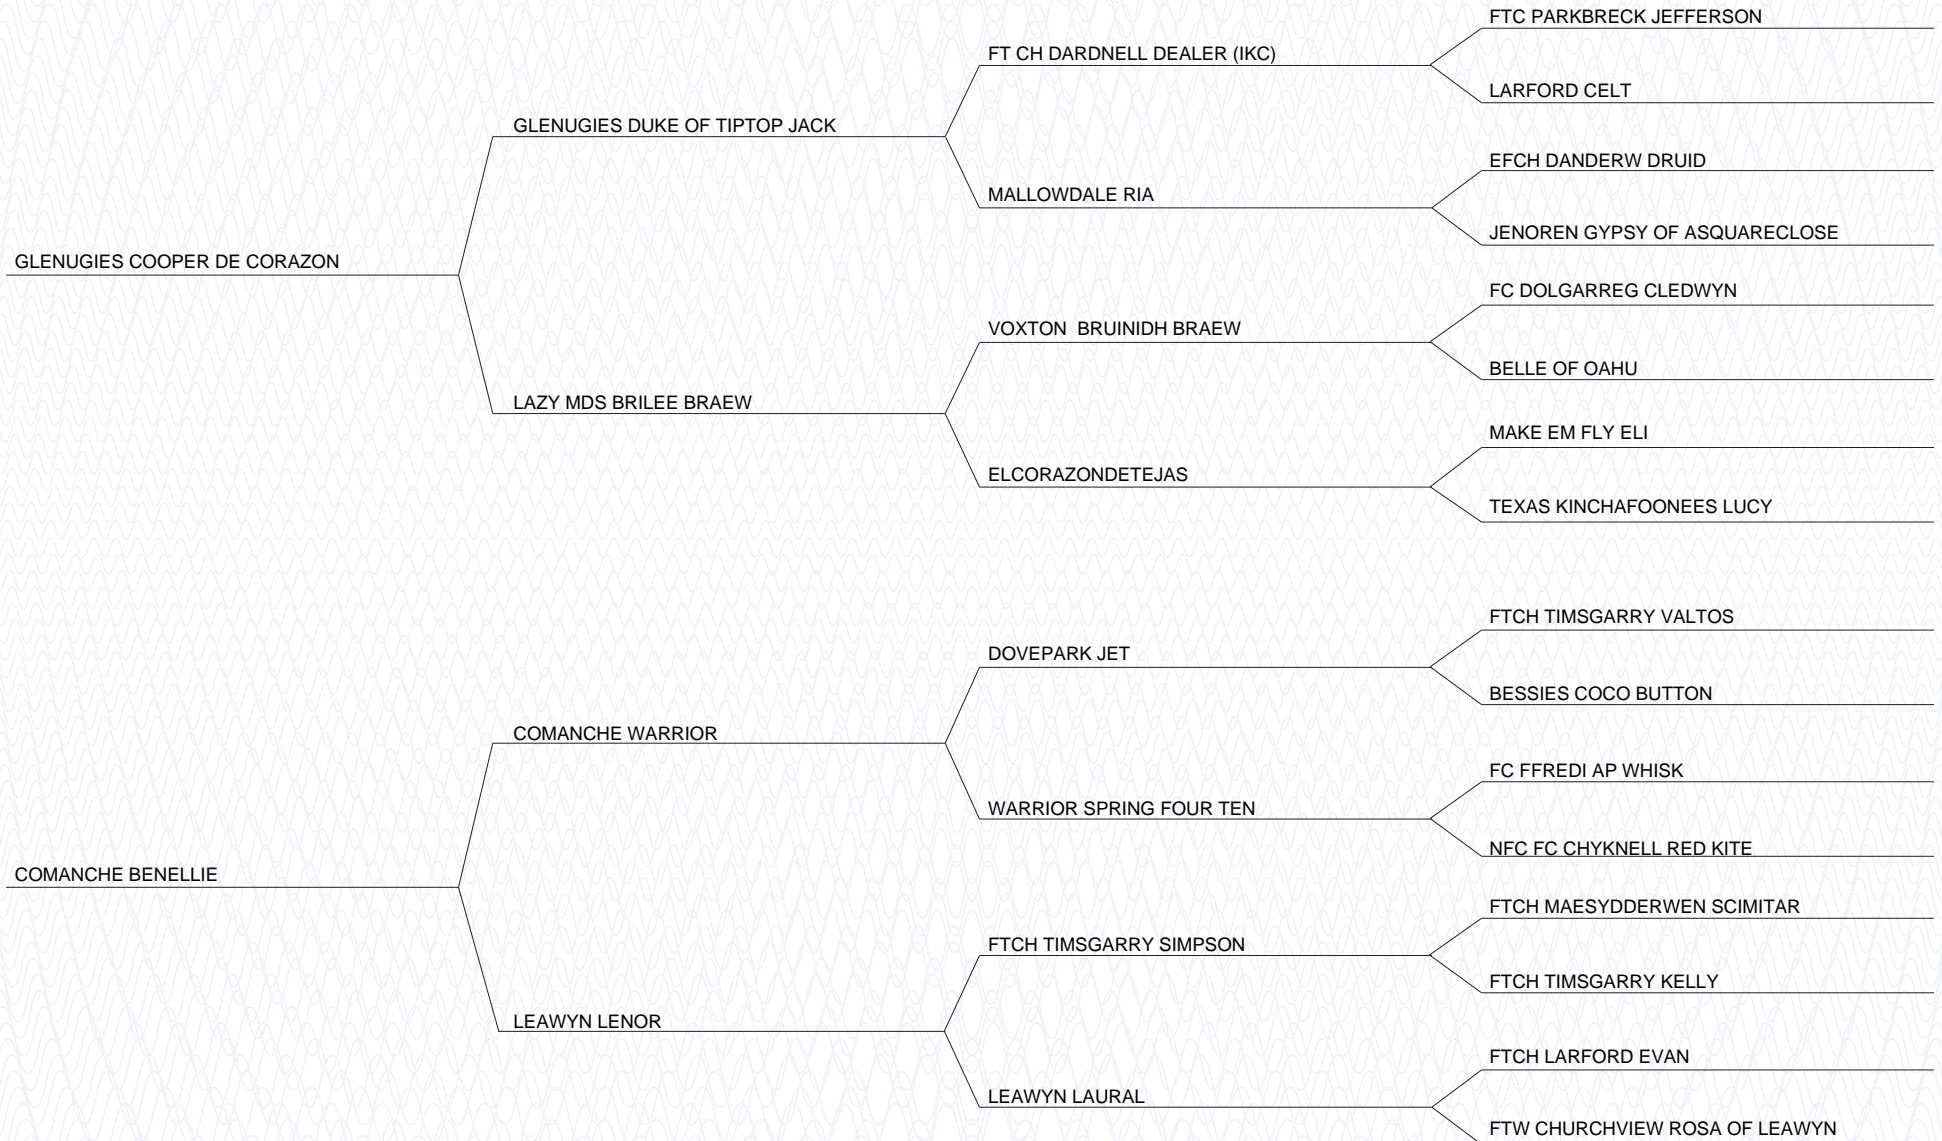 FTC PARKBRECK JEFFERSON
FT CH DARDNELL DEALER (IKC)
LARFORD CELT
GLENUGIES DUKE OF TIPTOP JACK
EFCH DANDERW DRUID
MALLOWDALE RIA
JENOREN GYPSY OF ASQUARECLOSE
GLENUGIES COOPER DE CORAZON
FC DOLGARREG CLEDWYN
VOXTON  BRUINIDH BRAEW
BELLE OF OAHU
LAZY MDS BRILEE BRAEW
MAKE EM FLY ELI
ELCORAZONDETEJAS
TEXAS KINCHAFOONEES LUCY
FTCH TIMSGARRY VALTOS
DOVEPARK JET
BESSIES COCO BUTTON
COMANCHE WARRIOR
FC FFREDI AP WHISK
WARRIOR SPRING FOUR TEN
NFC FC CHYKNELL RED KITE
COMANCHE BENELLIE
FTCH MAESYDDERWEN SCIMITAR
FTCH TIMSGARRY SIMPSON
FTCH TIMSGARRY KELLY
LEAWYN LENOR
FTCH LARFORD EVAN
LEAWYN LAURAL
FTW CHURCHVIEW ROSA OF LEAWYN